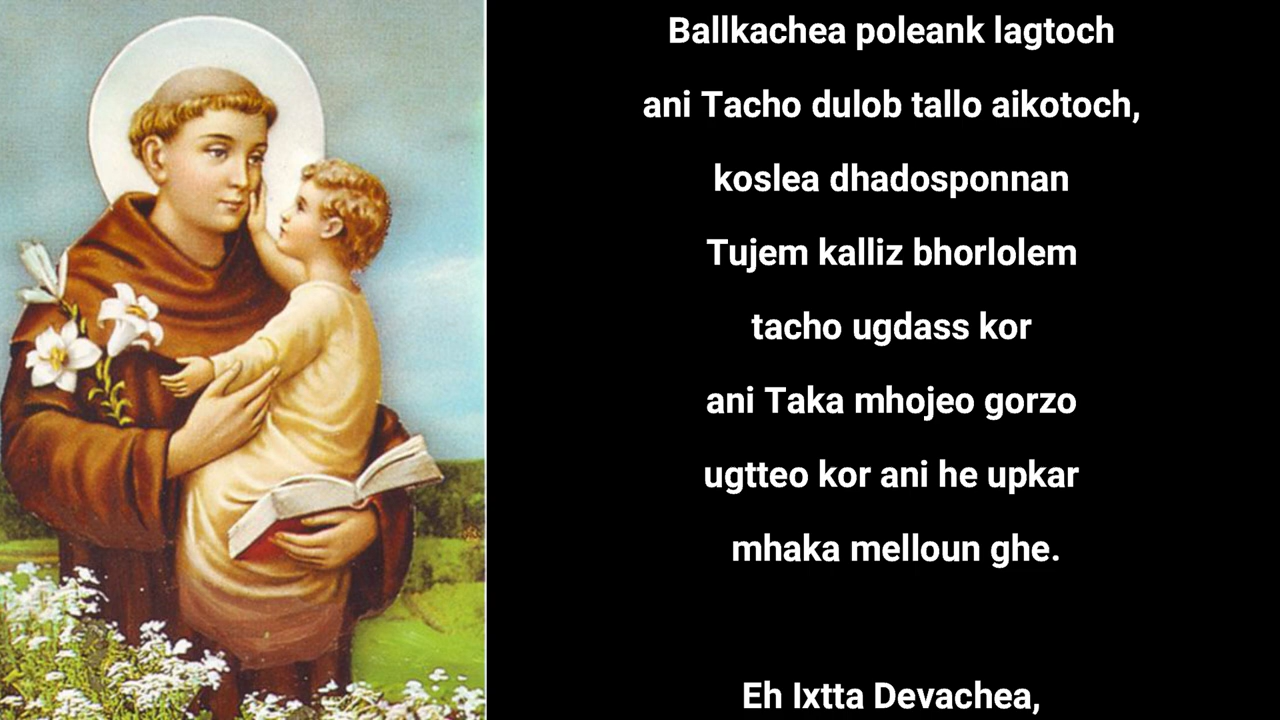 Ballkachea poleank lagtoch
ani Tacho dulob tallo aikotoch,
koslea dhadosponnan
Tujem kalliz bhorlolem
tacho ugdass kor
ani Taka mhojeo gorzo
ugtteo kor ani he upkar
mhaka melloun ghe.
Eh Ixtta Devachea,